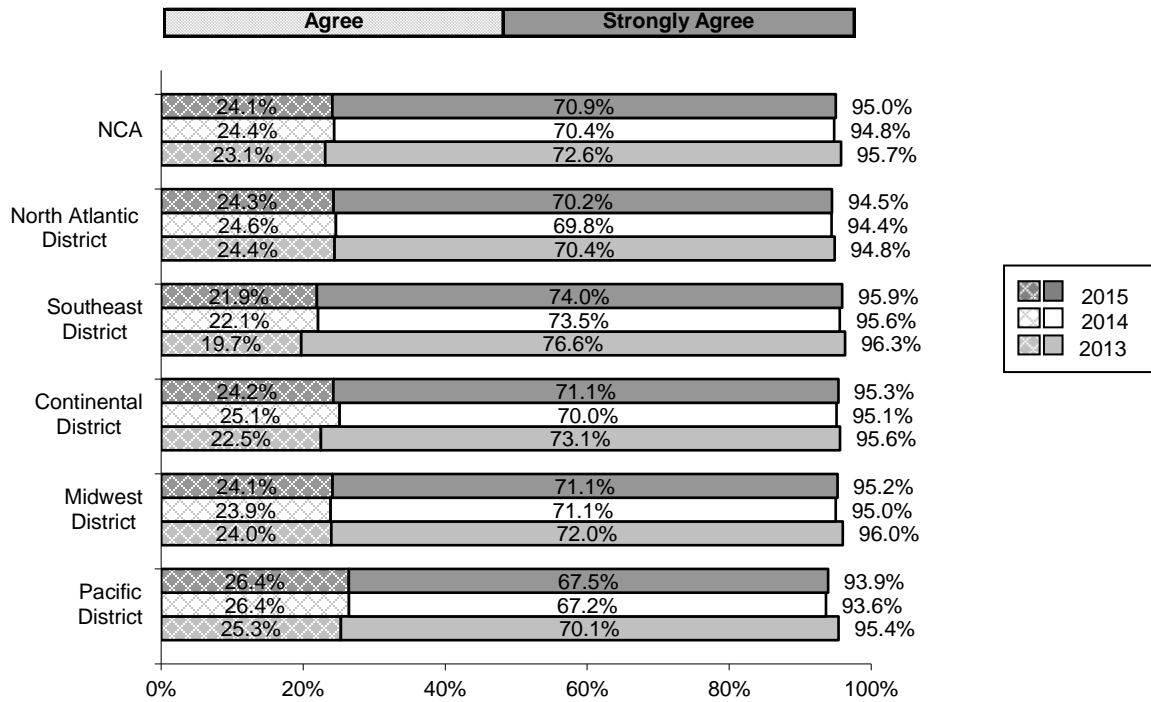 Agree Strongly Agree
NCA
24.1% 70.9% 95.0%
24.4% 70.4% 94.8%
23.1% 72.6% 95.7%
North Atlantic
District
24.3% 70.2% 94.5%
24.6% 69.8% 94.4%
24.4% 70.4% 94.8%
Southeast
District
21.9% 74.0% 95.9%
22.1% 73.5% 95.6%
19.7% 76.6% 96.3%
Continental
District
24.2% 71.1% 95.3%
25.1% 70.0% 95.1%
22.5% 73.1% 95.6%
Midwest
District
24.1% 71.1% 95.2%
23.9% 71.1% 95.0%
24.0% 72.0% 96.0%
Pacific
District
26.4% 67.5% 93.9%
26.4% 67.2% 93.6%
25.3% 70.1% 95.4%
0% 20% 40% 60% 80% 100%
2015
2014
2013